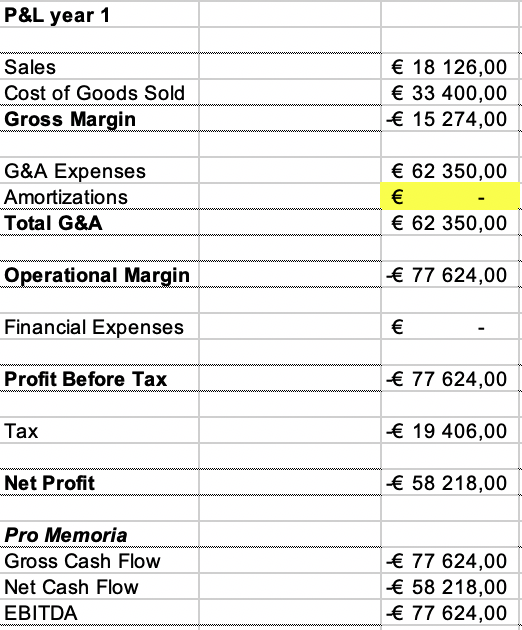 P&L year 1
Sales € 18 126,00
Cost of Goods Sold € 33 400,00
Gross Margin -€ 15 274,00
G&A Expenses € 62 350,00
Amortizations € -
Total G&A € 62 350,00
Operational Margin -€ 77 624,00
Financial Expenses € -
Profit Before Tax -€ 77 624,00
Tax -€ 19 406,00
Net Profit -€ 58 218,00
Pro Memoria
Gross Cash Flow -€ 77 624,00
Net Cash Flow -€ 58 218,00
EBITDA -€ 77 624,00